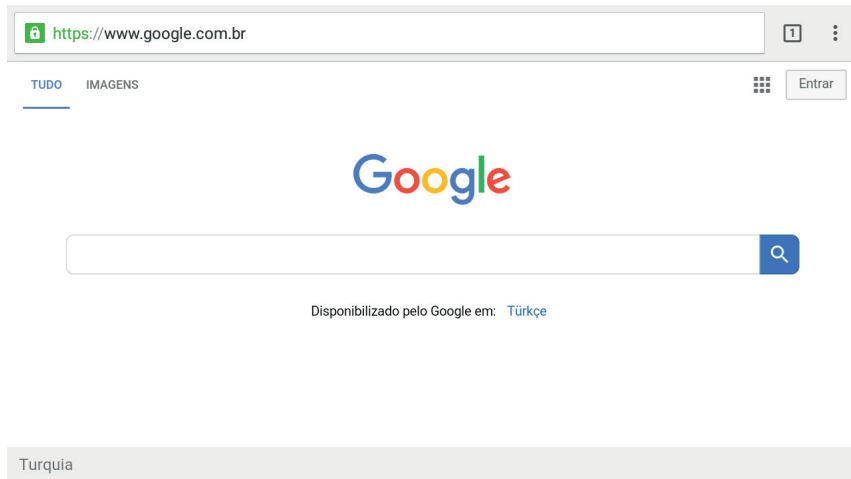 https://www.google.com.br
1
TUDO IMAGENS
Entrar
Google
Disponibilizado pelo Google em: Türkçe
Turquia